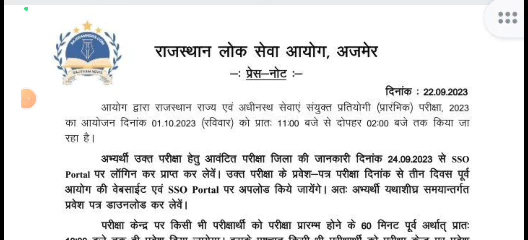 राजस्थान लोक सेवा आयोग, अजमेर
–: प्रेस–नोट :–
दिनांक : 22.09.2023
आयोग द्वारा राजस्थान राज्य एवं अधीनस्थ सेवाएं संयुक्त प्रतियोगी (प्रारंभिक) परीक्षा, 2023
का आयोजन दिनांक 01.10.2023 (रविवार) को प्रातः 11:00 बजे से दोपहर 02:00 बजे तक किया जा
रहा है।
अभ्यर्थी उक्त परीक्षा हेतु आवंटित परीक्षा जिला की जानकारी दिनांक 24.09.2023 से SSO
Portal पर लॉगिन कर प्राप्त कर लेवें। उक्त परीक्षा के प्रवेश–पत्र परीक्षा दिनांक से तीन दिवस पूर्व
आयोग की वेबसाईट एवं SSO Portal पर अपलोड किये जायेंगे। अतः अभ्यर्थी यथाशीघ्र समयान्तर्गत
प्रवेश पत्र डाउनलोड कर लेवें।
परीक्षा केन्द्र पर किसी भी परीक्षार्थी को परीक्षा प्रारम्भ होने के 60 मिनट पूर्व अर्थात् प्रातः